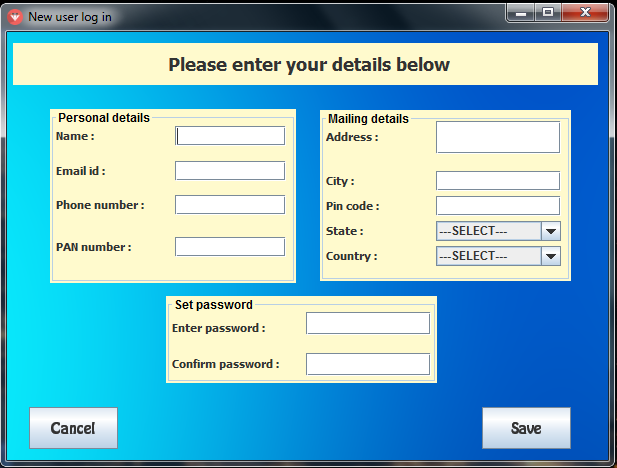 New user log in
Please enter your details below
Personal details
Name :
Email id :
Phone number :
PAN number :
Mailing details
Address :
City :
Pin code :
State : ---SELECT---
Country : ---SELECT---
Set password
Enter password :
Confirm password :
Cancel
Save